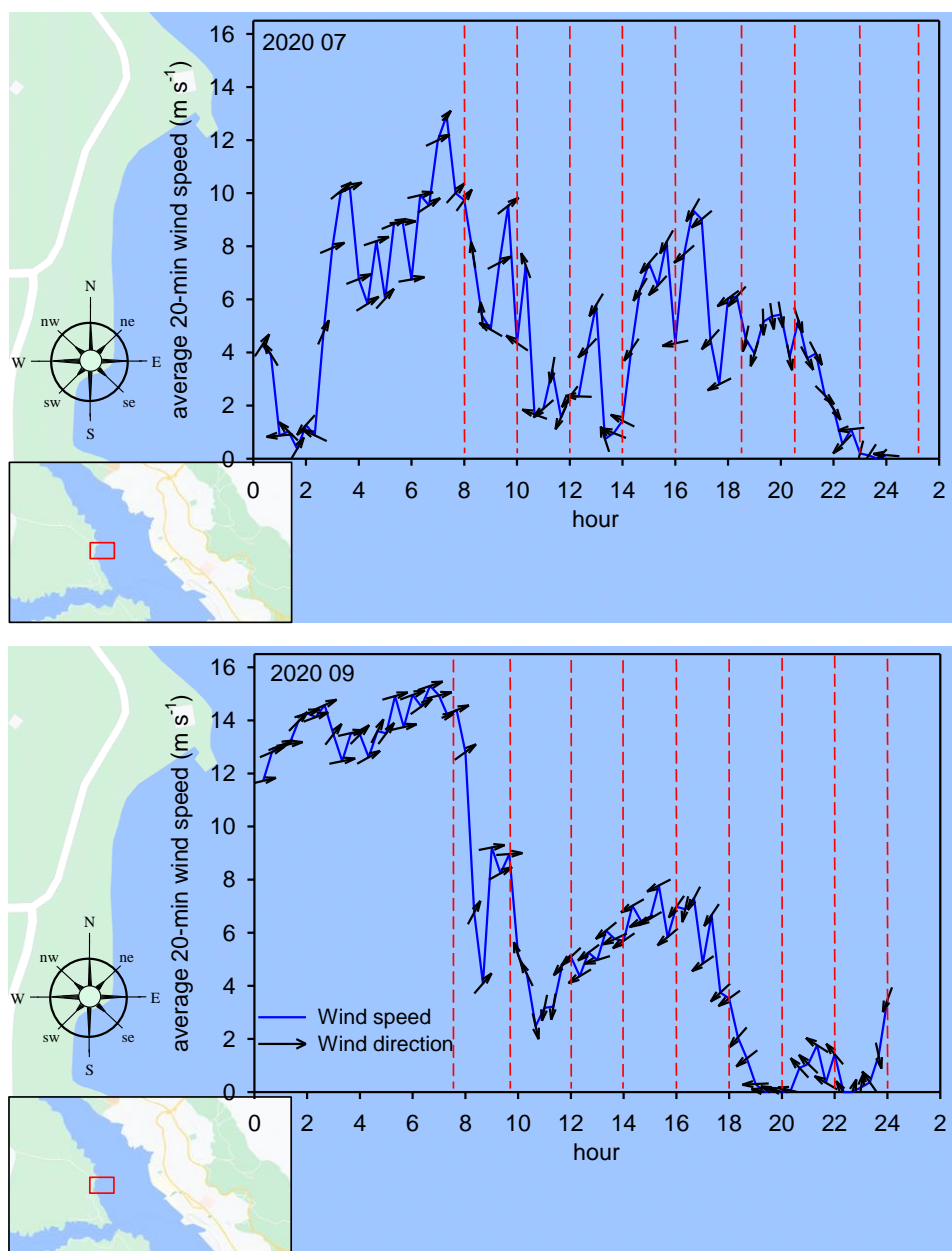 2020 07
average 20-min wind speed (m s-1)
16
14
12
10
8
6
4
2
0
N
nw
ne
W
E
sw
se
S
0 2 4 6 8 10 12 14 16 18 20 22 24 2
hour
2020 09
average 20-min wind speed (m s-1)
16
14
12
10
8
6
4
2
0
N
nw
ne
W
E
sw
se
S
Wind speed
Wind direction
0 2 4 6 8 10 12 14 16 18 20 22 24 2
hour